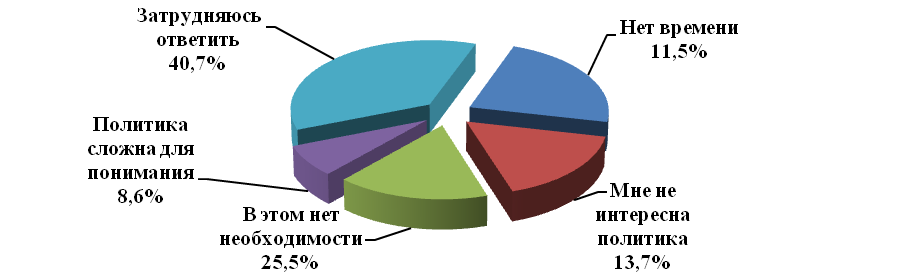 Затрудняюсь
ответить
40,7%
Нет времени
11,5%
Политика
сложна для
понимания
8,6%
В этом нет
необходимости
25,5%
Мне не
интересна
политика
13,7%